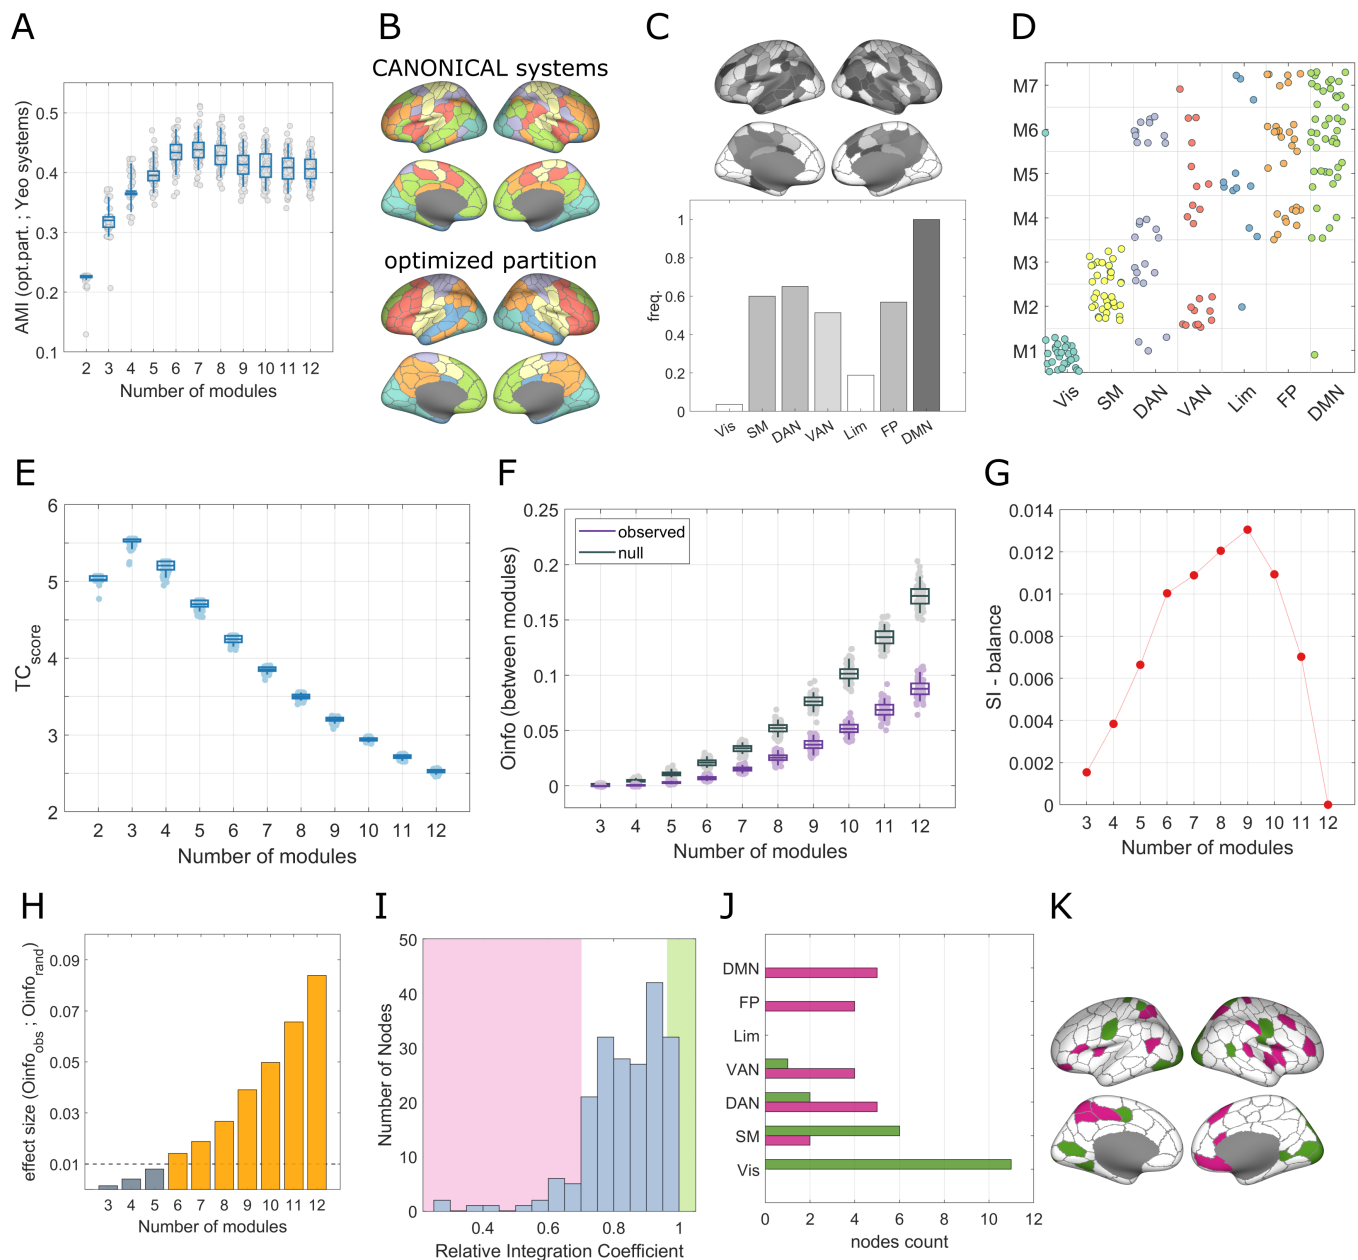 A
AMI (opt.part. ; Yeo systems)
0.5
0.4
0.3
0.2
0.1
2 3 4 5 6 7 8 9 10 11 12
Number of modules
B
CANONICAL systems
optimized partition
C
freq.
1
0.8
0.6
0.4
0.2
0
Vis SM DAN VAN Lim FP DMN
D
M7
M6
M5
M4
M3
M2
M1
Vis SM DAN VAN Lim FP DMN
E
TCscore
6
5
4
3
2
2 3 4 5 6 7 8 9 10 11 12
Number of modules
F
Oinfo (between modules)
0.25
0.2
0.15
0.1
0.05
0
observed
null
3 4 5 6 7 8 9 10 11 12
Number of modules
G
SI - balance
0.014
0.012
0.01
0.008
0.006
0.004
0.002
0
3 4 5 6 7 8 9 10 11 12
Number of modules
H
effect size (Oinfoobs ; Oinforand)
0.09
0.07
0.05
0.03
0.01
3 4 5 6 7 8 9 10 11 12
Number of modules
I
Number of Nodes
50
40
30
20
10
0
0.4 0.6 0.8 1
Relative Integration Coefficient
J
DMN
FP
Lim
VAN
DAN
SM
Vis
0 2 4 6 8 10 12
nodes count
K